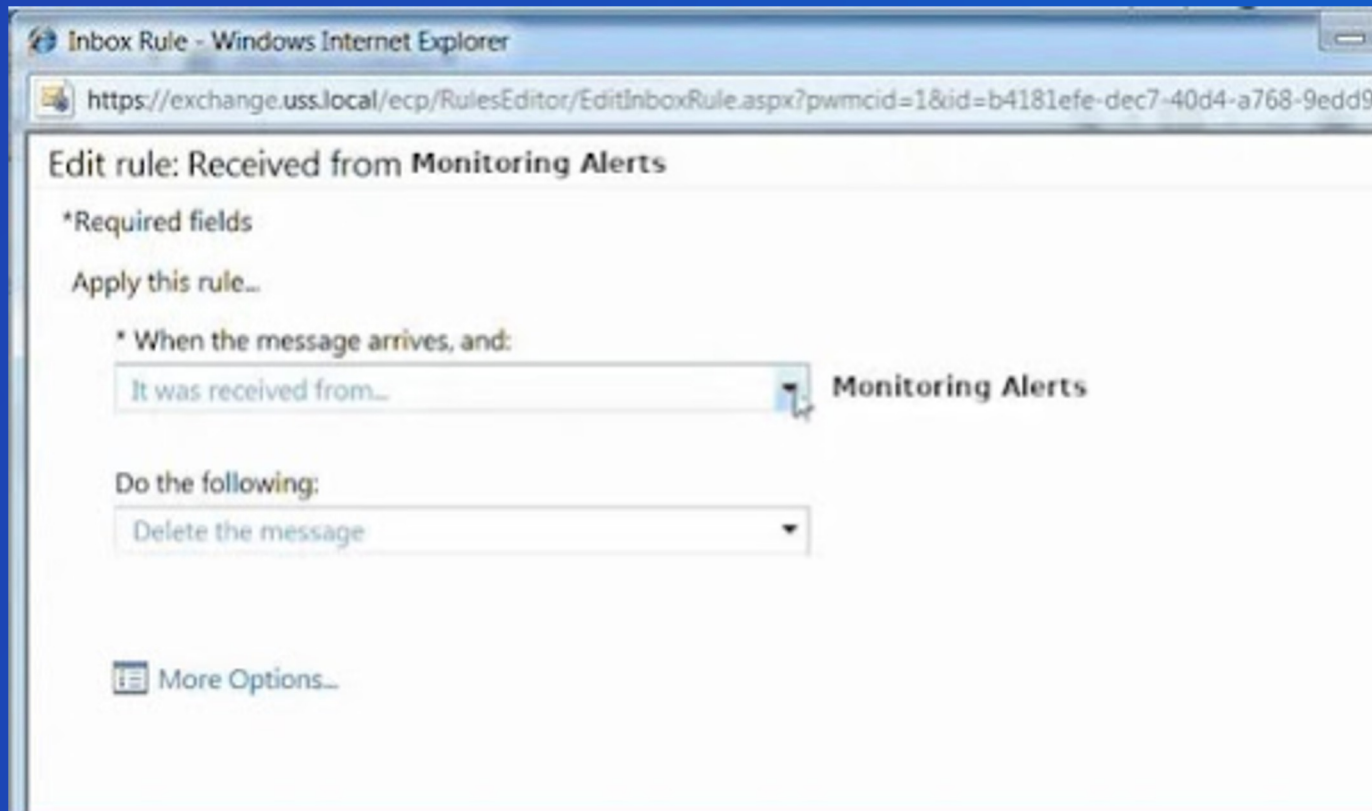 Inbox Rule - Windows Internet Explorer
https://exchange.uss.local/ecp/RulesEditor/EditInboxRule.aspx?pwmcid=1&id=b4181efe-dec7-40d4-a768-9edd9
Edit rule: Received from Monitoring Alerts
*Required fields
Apply this rule...
* When the message arrives, and:
It was received from... Monitoring Alerts
Do the following:
Delete the message
More Options...